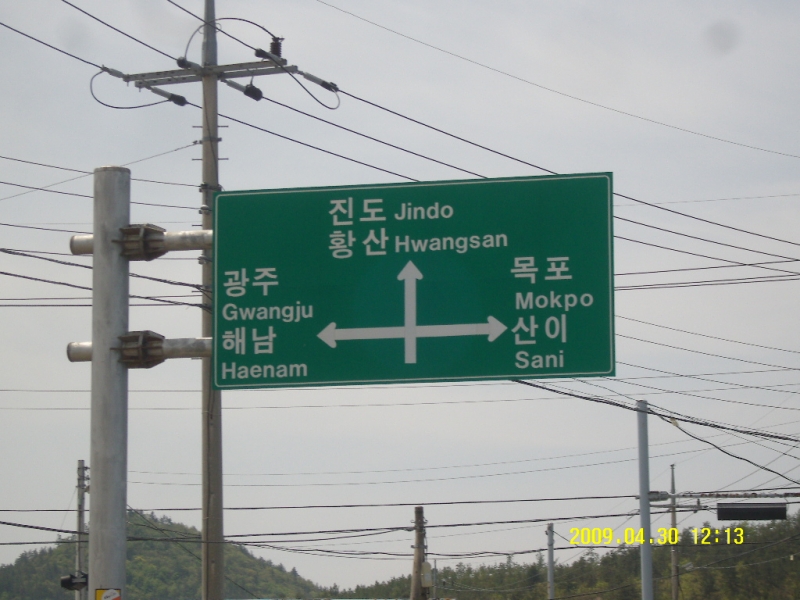 진도 Jindo
황산 Hwangsan
광주
Gwangju
해남
Haenam
목포
Mokpo
산이
Sani
2009.04.30 12:13